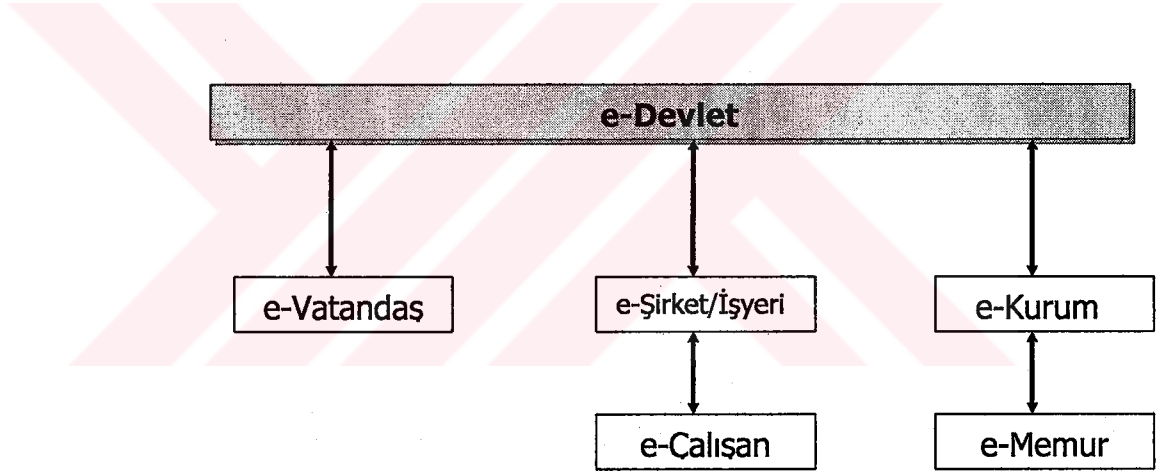 e-Devlet
e-Vatandaş
e-Şirket/İşyeri
e-Kurum
e-Çalışan
e-Memur